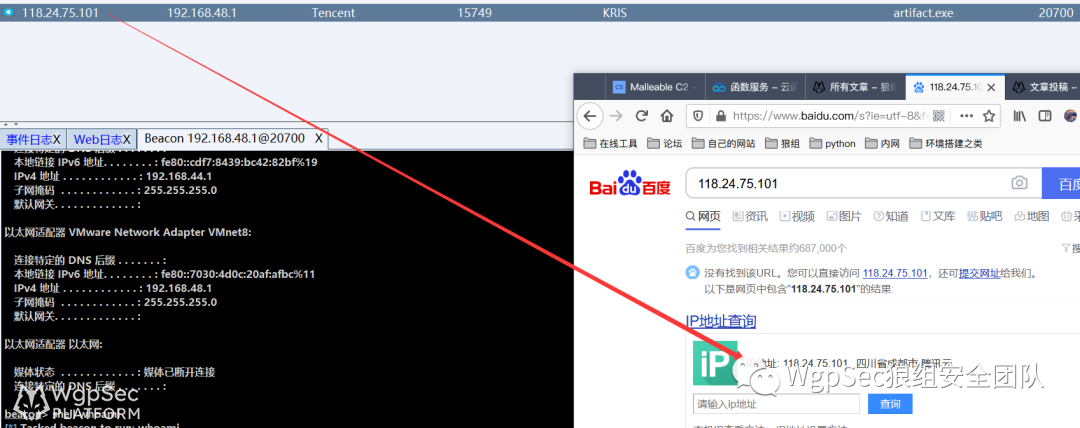 118.24.75.101 192.168.48.1 Tencent 15749 KRIS artifact.exe 20700
事件日志X Web日志X Beacon 192.168.48.1@20700 X
连接特定的 DNS 后缀 . . . . . . . :
本地链接 IPv6 地址. . . . . . . . : fe80::cdf7:8439:bc42:82bf%19
IPv4 地址 . . . . . . . . . . . . : 192.168.44.1
子网掩码 . . . . . . . . . . . . : 255.255.255.0
默认网关. . . . . . . . . . . . . :
以太网适配器 VMware Network Adapter VMnet8:
连接特定的 DNS 后缀 . . . . . . . :
本地链接 IPv6 地址. . . . . . . . : fe80::7030:4d0c:20af:afbc%11
IPv4 地址 . . . . . . . . . . . . : 192.168.48.1
子网掩码 . . . . . . . . . . . . : 255.255.255.0
默认网关. . . . . . . . . . . . . :
以太网适配器 以太网:
媒体状态 . . . . . . . . . . . . : 媒体已断开连接
连接特定的 DNS 后缀 . . . . . . . :
WgpSec
PLATFORM
beacon> shell whoami
[*] Tasked beacon to run: whoami
CS Malleable C2 函数服务 - 云 所有文章 - 狼 118.24.75.10 文章投稿 -
https://www.baidu.com/s?ie=utf-8&f
在线工具 论坛 自己的网站 狼组 python 内网 环境搭建之类
Bai du 百度 118.24.75.101 百度
网页 资讯 视频 图片 知道 文库 贴吧 地图
百度为您找到相关结果约687,000个
没有找到该URL。您可以直接访问 118.24.75.101，还可提交网址给我们。
以下是网页中包含"118.24.75.101"的结果:
IP地址查询
iP 地址: 118.24.75.101 四川省成都市 腾讯云
WgpSec狼组安全团队
请输入ip地址 查询